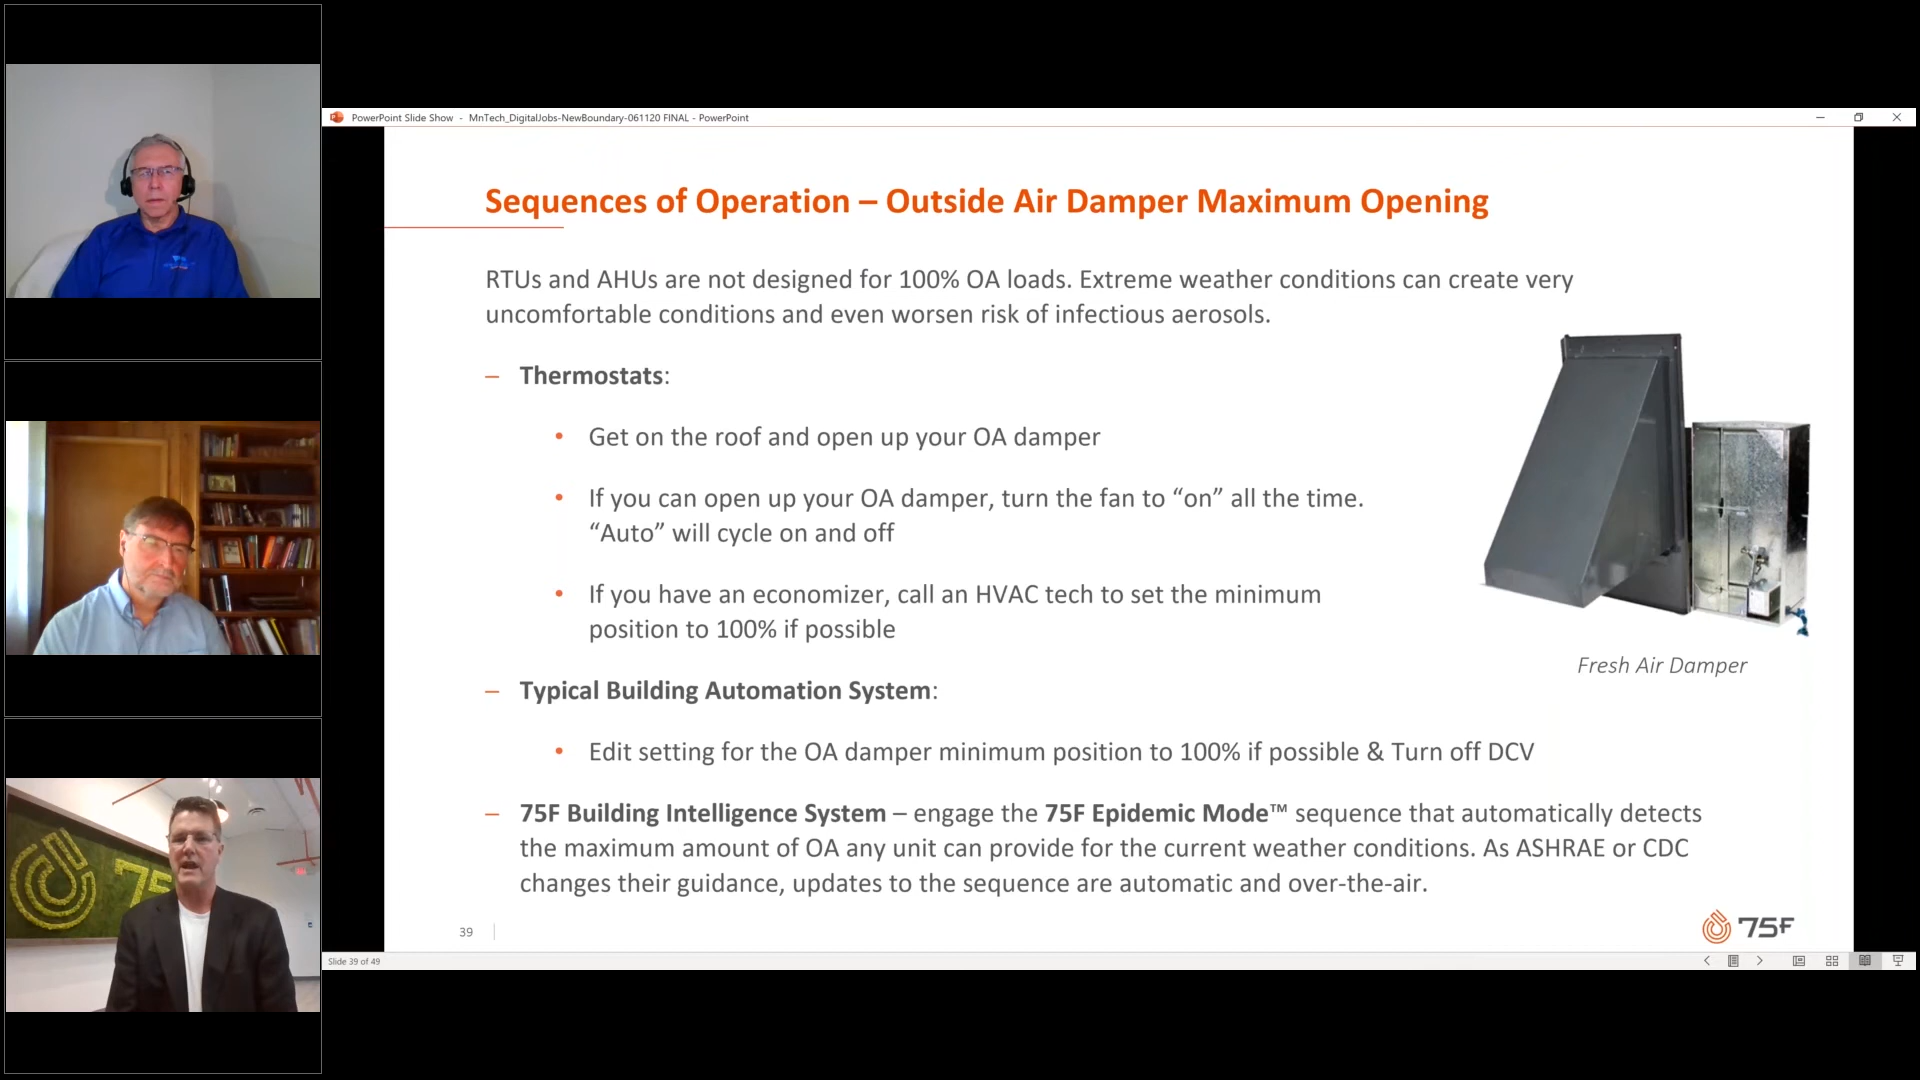 PowerPoint Slide Show - MnTech_DigitalJobs-NewBoundary-061120 FINAL - PowerPoint
Sequences of Operation – Outside Air Damper Maximum Opening
RTUs and AHUs are not designed for 100% OA loads. Extreme weather conditions can create very
uncomfortable conditions and even worsen risk of infectious aerosols.
– Thermostats:
• Get on the roof and open up your OA damper
• If you can open up your OA damper, turn the fan to “on” all the time.
“Auto” will cycle on and off
• If you have an economizer, call an HVAC tech to set the minimum
position to 100% if possible
Fresh Air Damper
– Typical Building Automation System:
• Edit setting for the OA damper minimum position to 100% if possible & Turn off DCV
– 75F Building Intelligence System – engage the 75F Epidemic Mode™ sequence that automatically detects
the maximum amount of OA any unit can provide for the current weather conditions. As ASHRAE or CDC
changes their guidance, updates to the sequence are automatic and over-the-air.
39
75F
Slide 39 of 49
75